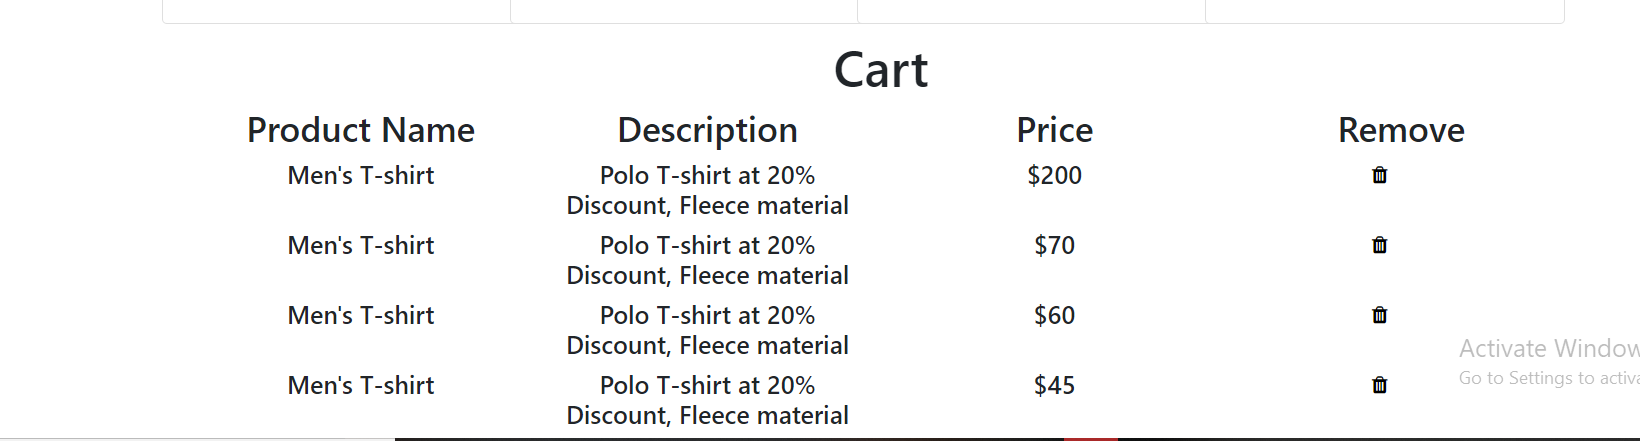 Cart
Product Name Description Price Remove
Men's T-shirt Polo T-shirt at 20% $200
Discount, Fleece material
Men's T-shirt Polo T-shirt at 20% $70
Discount, Fleece material
Men's T-shirt Polo T-shirt at 20% $60
Discount, Fleece material
Activate Window
Go to Settings to activa
Men's T-shirt Polo T-shirt at 20% $45
Discount, Fleece material